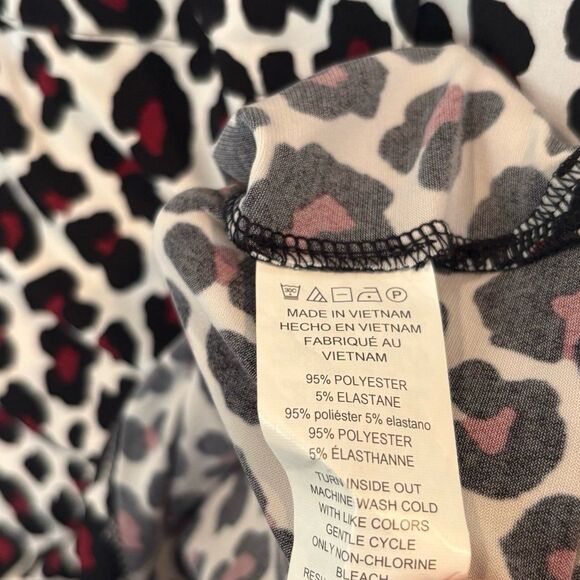 MADE IN VIETNAM
HECHO EN VIETNAM
FABRIQUÉ AU
VIETNAM
95% POLYESTER
5% ELASTANE
95% poliéster 5% elastano
95% POLYESTER
5% ÉLASTHANNE
TURN INSIDE OUT
MACHINE WASH COLD
WITH LIKE COLORS
GENTLE CYCLE
ONLY NON-CHLORINE
BLEACH